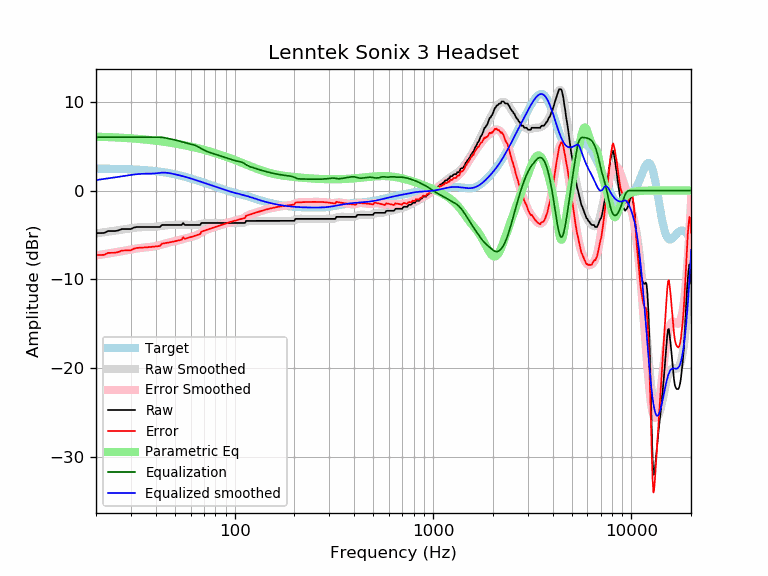 Lenntek Sonix 3 Headset
Amplitude (dBr)
10
0
−10
−20
−30
Target
Raw Smoothed
Error Smoothed
Raw
Error
Parametric Eq
Equalization
Equalized smoothed
100
1000
10000
Frequency (Hz)